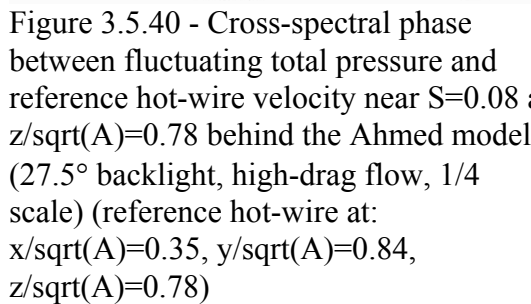 Figure 3.5.40 - Cross-spectral phase
between fluctuating total pressure and
reference hot-wire velocity near S=0.08
z/sqrt(A)=0.78 behind the Ahmed model
(27.5° backlight, high-drag flow, 1/4
scale) (reference hot-wire at:
x/sqrt(A)=0.35, y/sqrt(A)=0.84,
z/sqrt(A)=0.78)